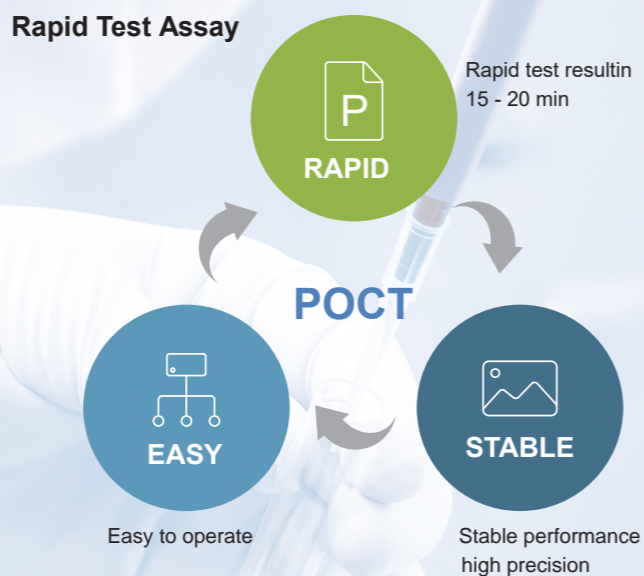 Rapid Test Assay
P
RAPID
Rapid test resultin
15 - 20 min
POCT
EASY
STABLE
Easy to operate
Stable performance
high precision